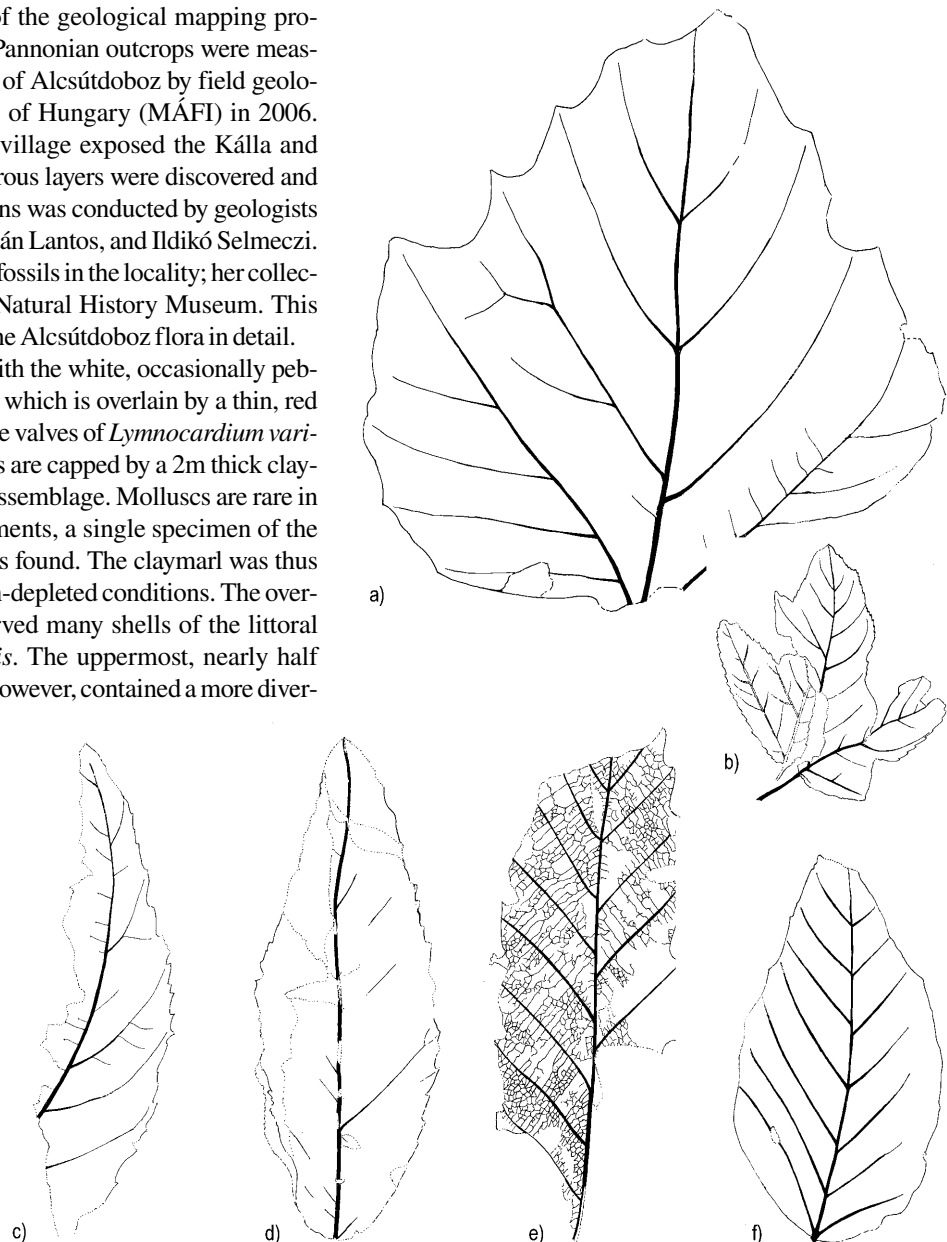 of the geological mapping pro-
Pannonian outcrops were meas-
of Alcsútdoboz by field geolo-
of Hungary (MÁFI) in 2006.
village exposed the Kálla and
rous layers were discovered and
ns was conducted by geologists
án Lantos, and Ildikó Selmeczi.
fossils in the locality; her collec-
Natural History Museum. This
ne Alcsútdoboz flora in detail.
ith the white, occasionally peb-
which is overlain by a thin, red
e valves of Lymnocardium vari-
s are capped by a 2m thick clay-
assemblage. Molluscs are rare in
ments, a single specimen of the
s found. The claymarl was thus
n-depleted conditions. The over-
rved many shells of the littoral
is. The uppermost, nearly half
owever, contained a more diver-
a)
b)
c)
d)
e)
f)